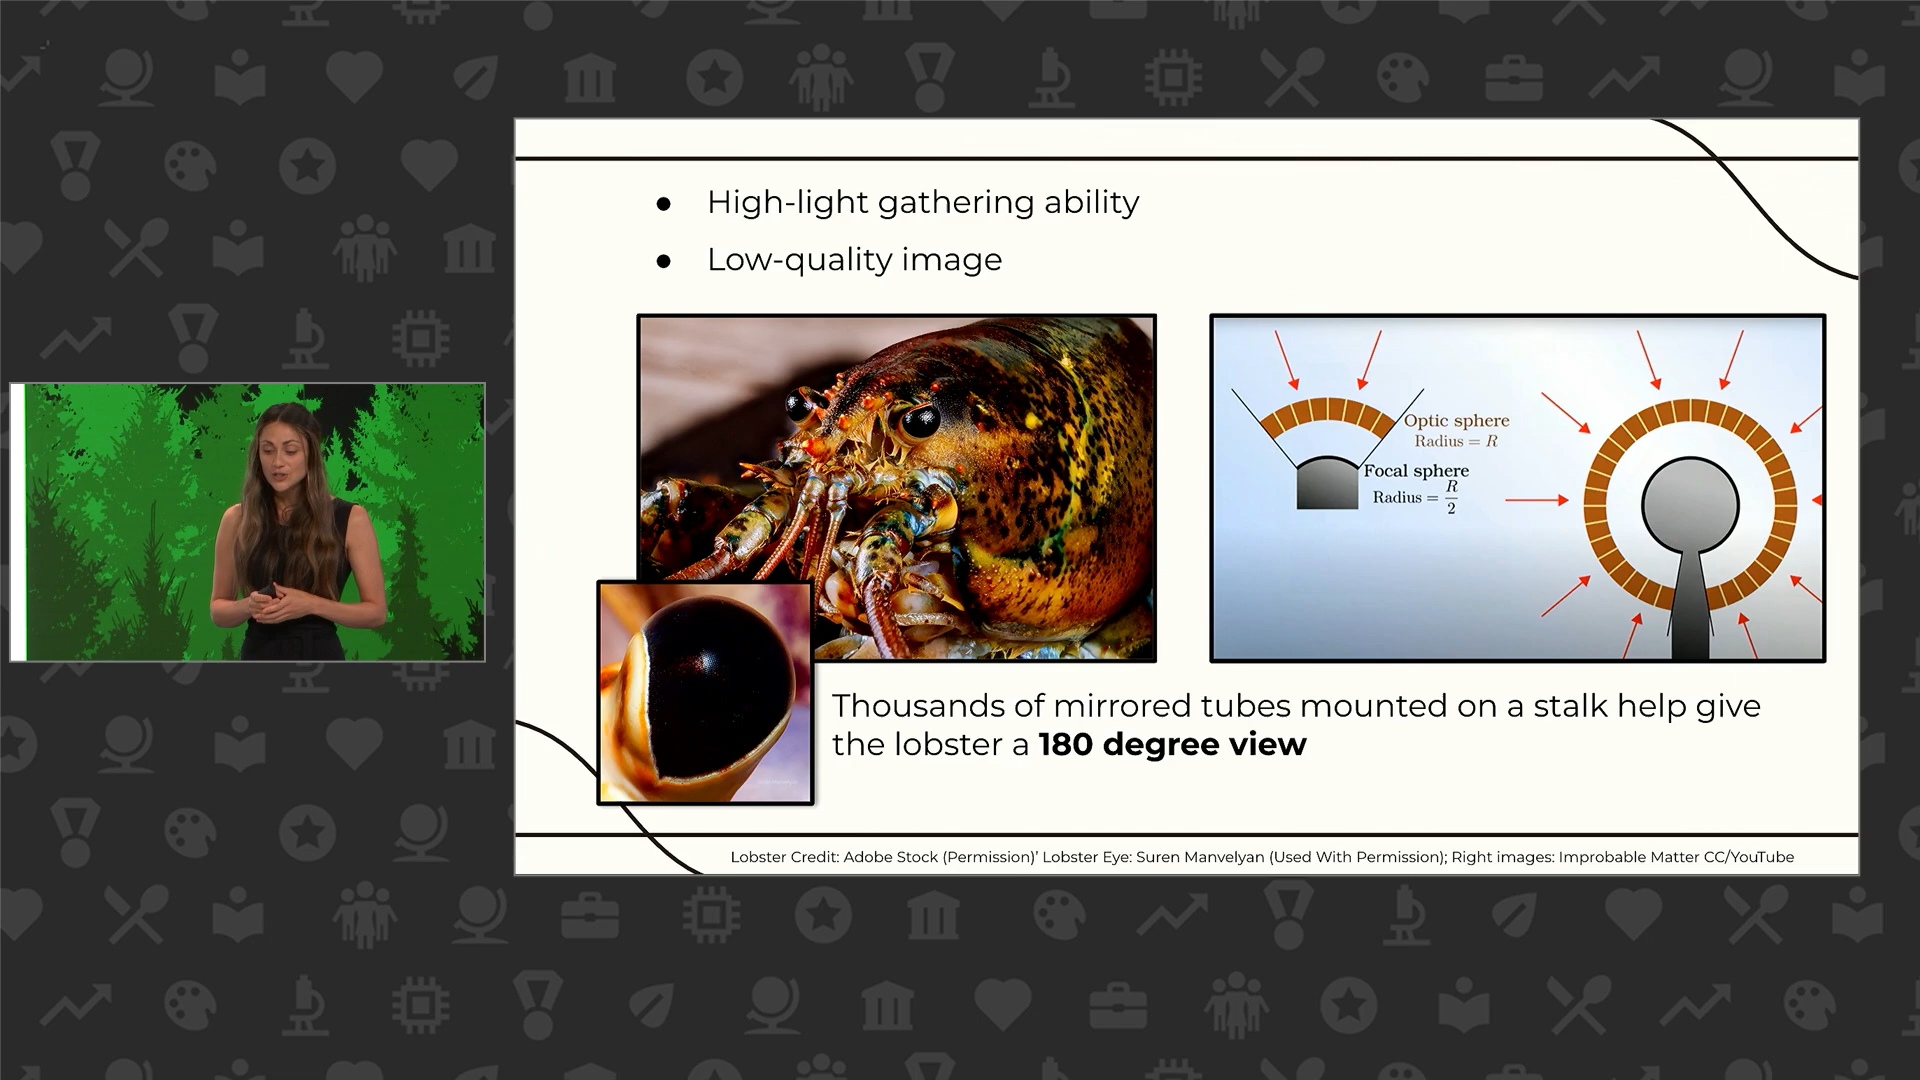 High-light gathering ability
Low-quality image
Optic sphere
Radius = R
Focal sphere
Radius = R/2
Thousands of mirrored tubes mounted on a stalk help give
the lobster a 180 degree view
Lobster Credit: Adobe Stock (Permission)’ Lobster Eye: Suren Manvelyan (Used With Permission); Right images: Improbable Matter CC/YouTube